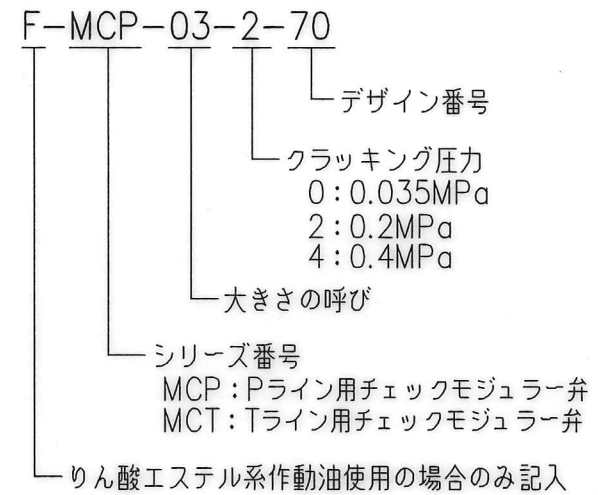 F-MCP-03-2-70
デザイン番号
クラッキング圧力
0:0.035MPa
2:0.2MPa
4:0.4MPa
大きさの呼び
シリーズ番号
MCP:Pライン用チェックモジュラー弁
MCT:Tライン用チェックモジュラー弁
りん酸エステル系作動油使用の場合のみ記入